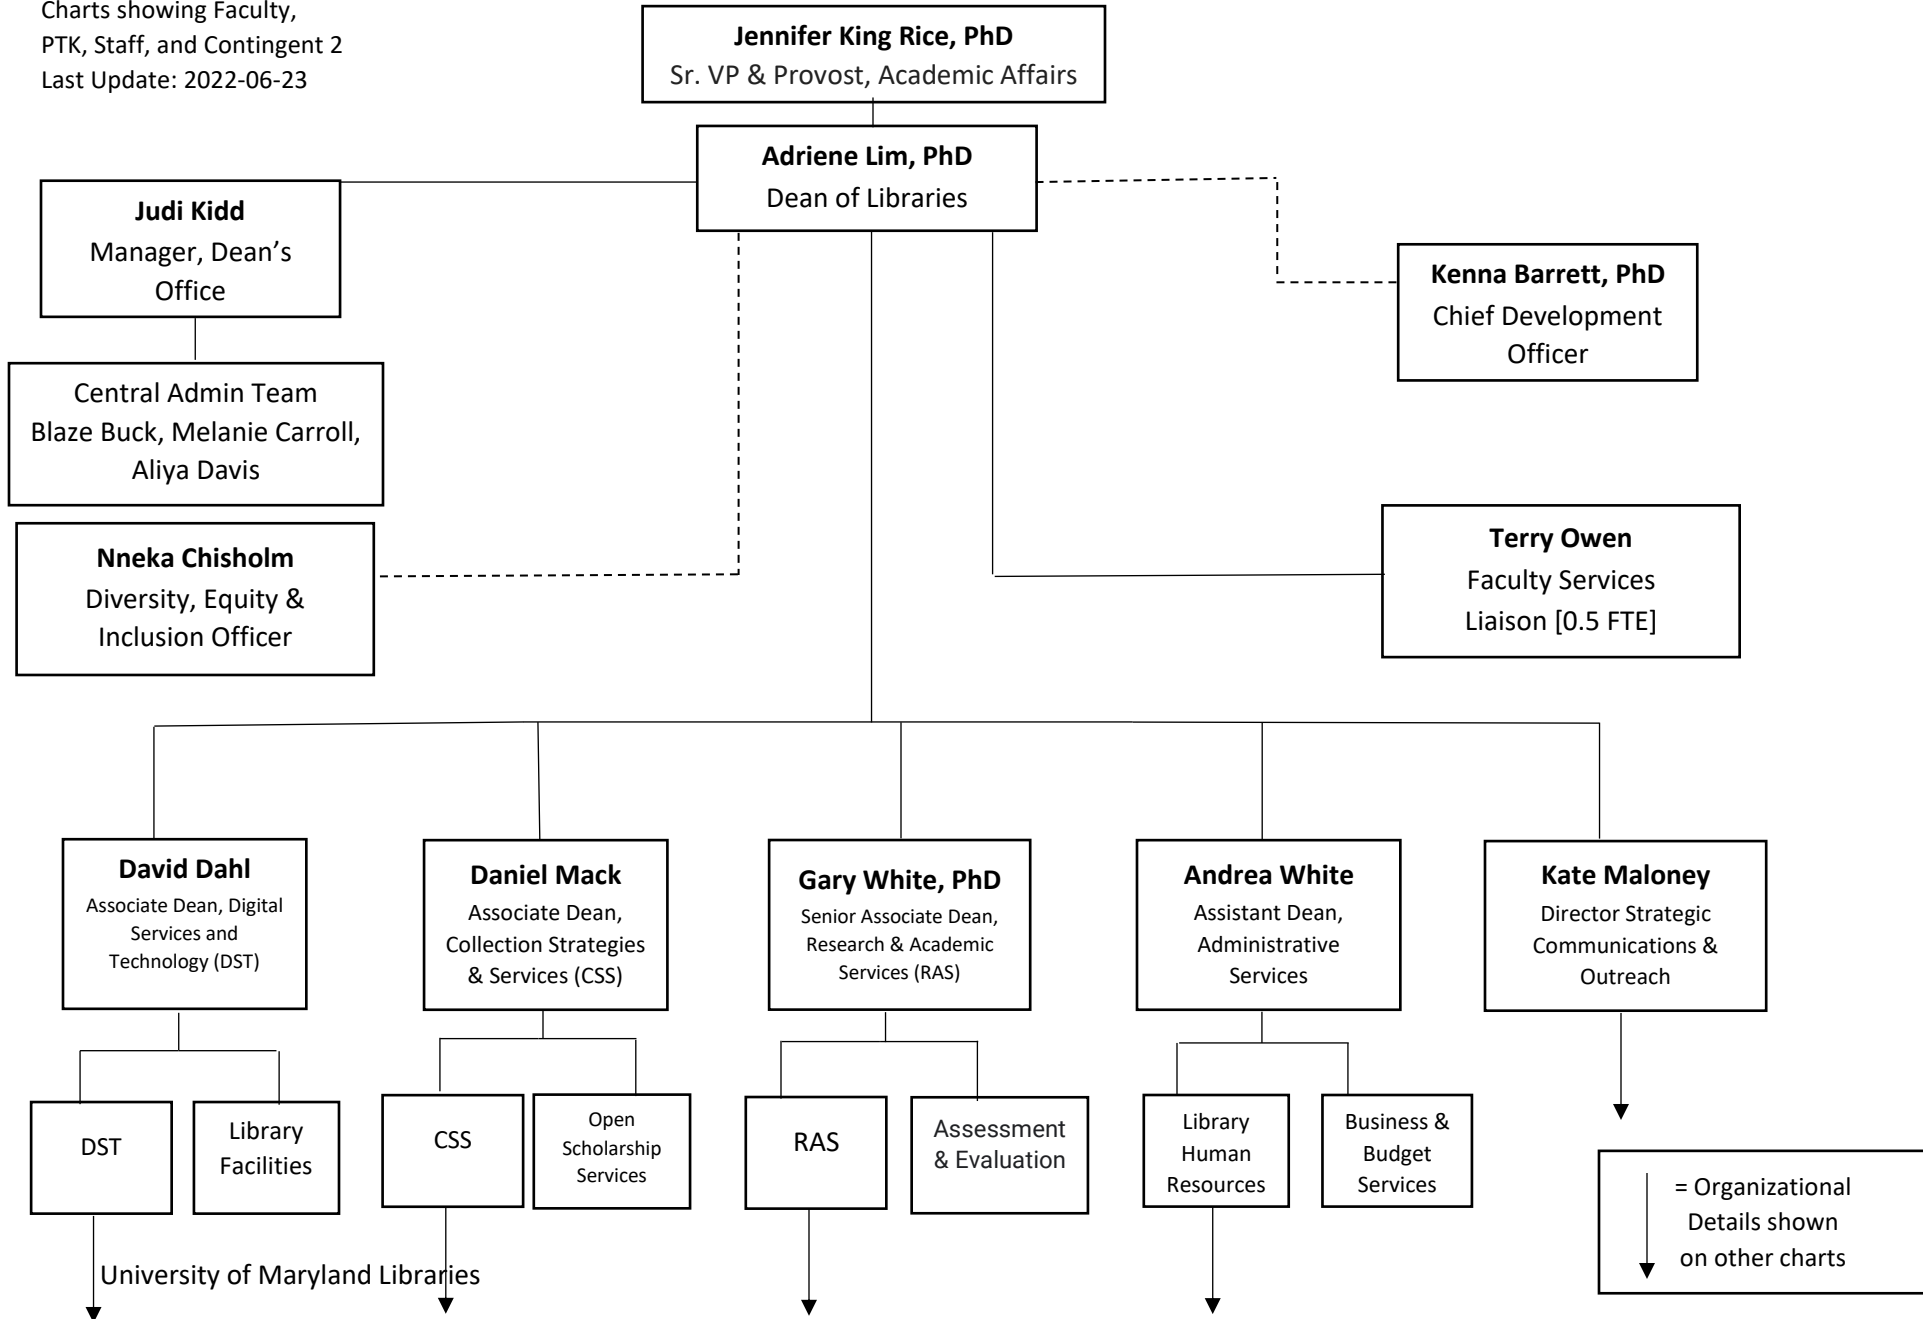 Charts showing Faculty,
PTK, Staff, and Contingent 2
Last Update: 2022-06-23
Jennifer King Rice, PhD
Sr. VP & Provost, Academic Affairs
Adriene Lim, PhD
Dean of Libraries
Judi Kidd
Manager, Dean’s
Office
Kenna Barrett, PhD
Chief Development
Officer
Central Admin Team
Blaze Buck, Melanie Carroll,
Aliya Davis
Nneka Chisholm
Diversity, Equity &
Inclusion Officer
Terry Owen
Faculty Services
Liaison [0.5 FTE]
David Dahl
Associate Dean, Digital
Services and
Technology (DST)
Daniel Mack
Associate Dean,
Collection Strategies
& Services (CSS)
Gary White, PhD
Senior Associate Dean,
Research & Academic
Services (RAS)
Andrea White
Assistant Dean,
Administrative
Services
Kate Maloney
Director Strategic
Communications &
Outreach
DST
Library
Facilities
CSS
Open
Scholarship
Services
RAS
Assessment
& Evaluation
Library
Human
Resources
Business &
Budget
Services
= Organizational
Details shown
on other charts
University of Maryland Libraries